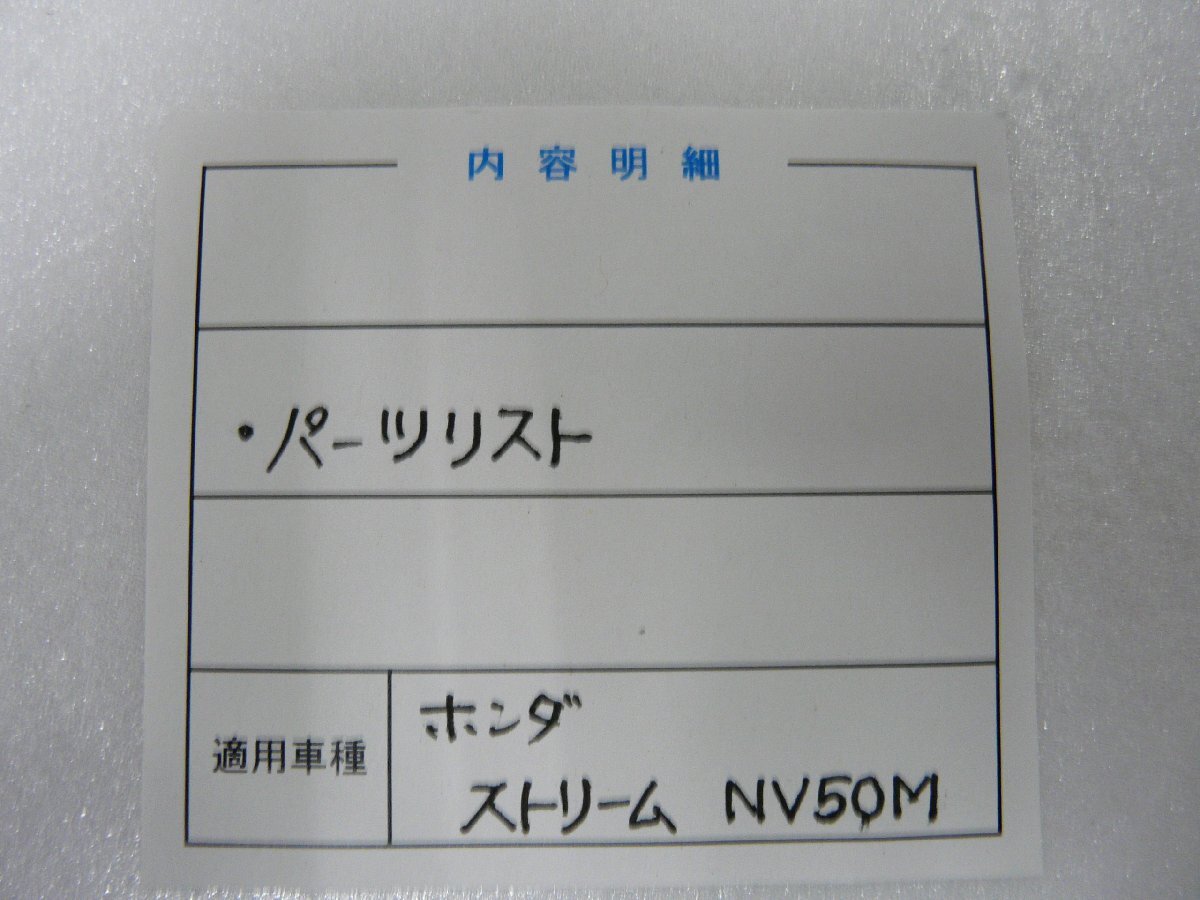 内容明細
・パーツリスト
適用車種
ホンダ
ストリーム NV50M